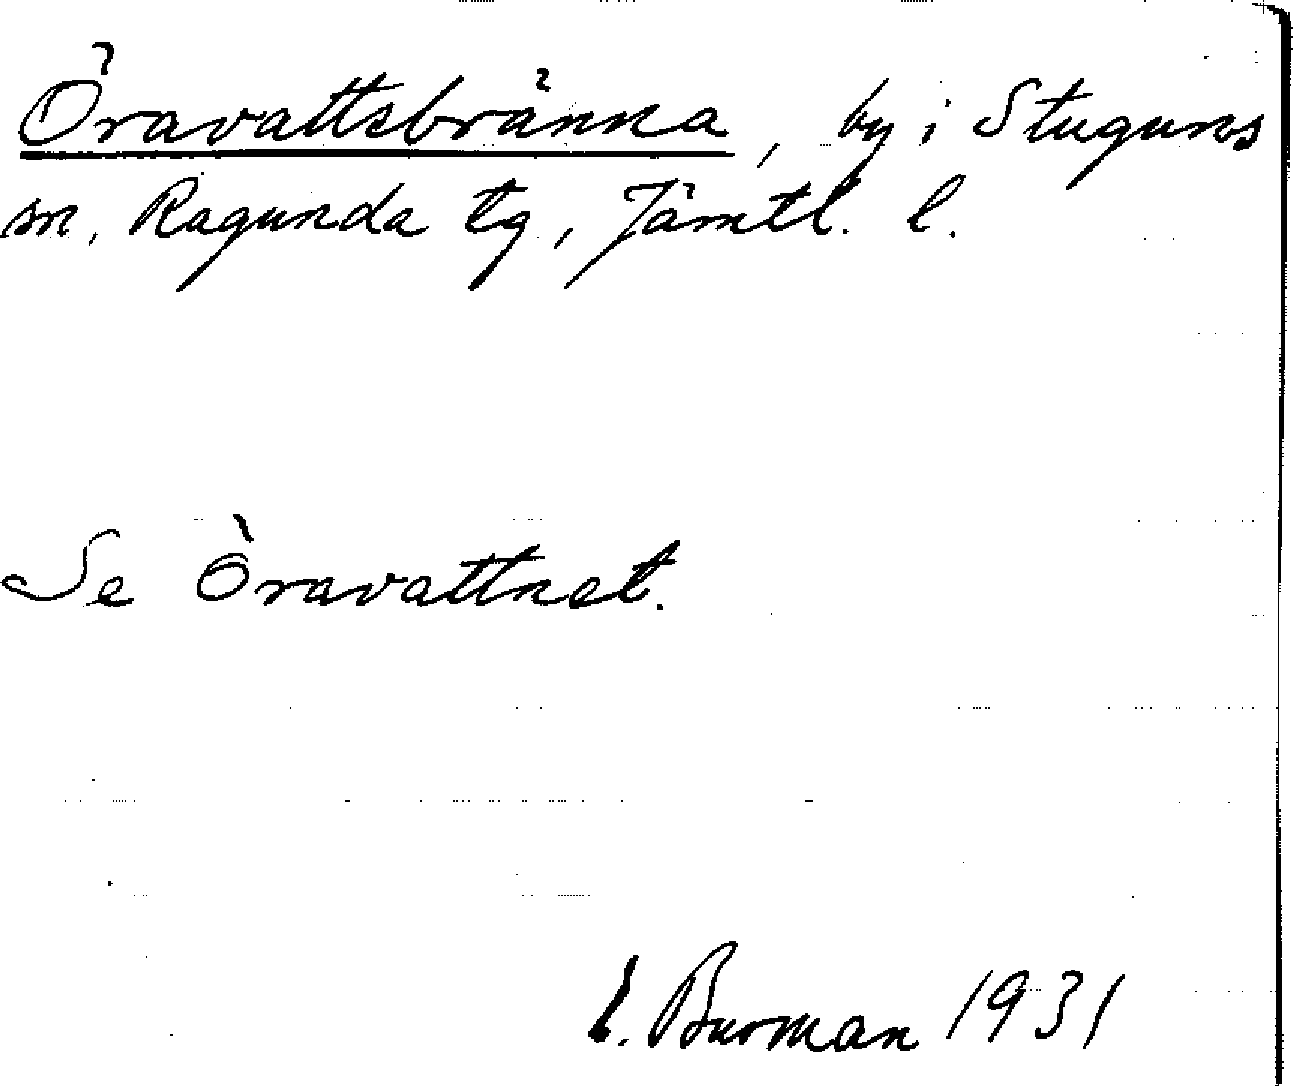 Öravattsbränna, by i Stuguns
sn, Ragunda tg, Jämtl. l.
Se Öravattnet.
E. Burman 1931